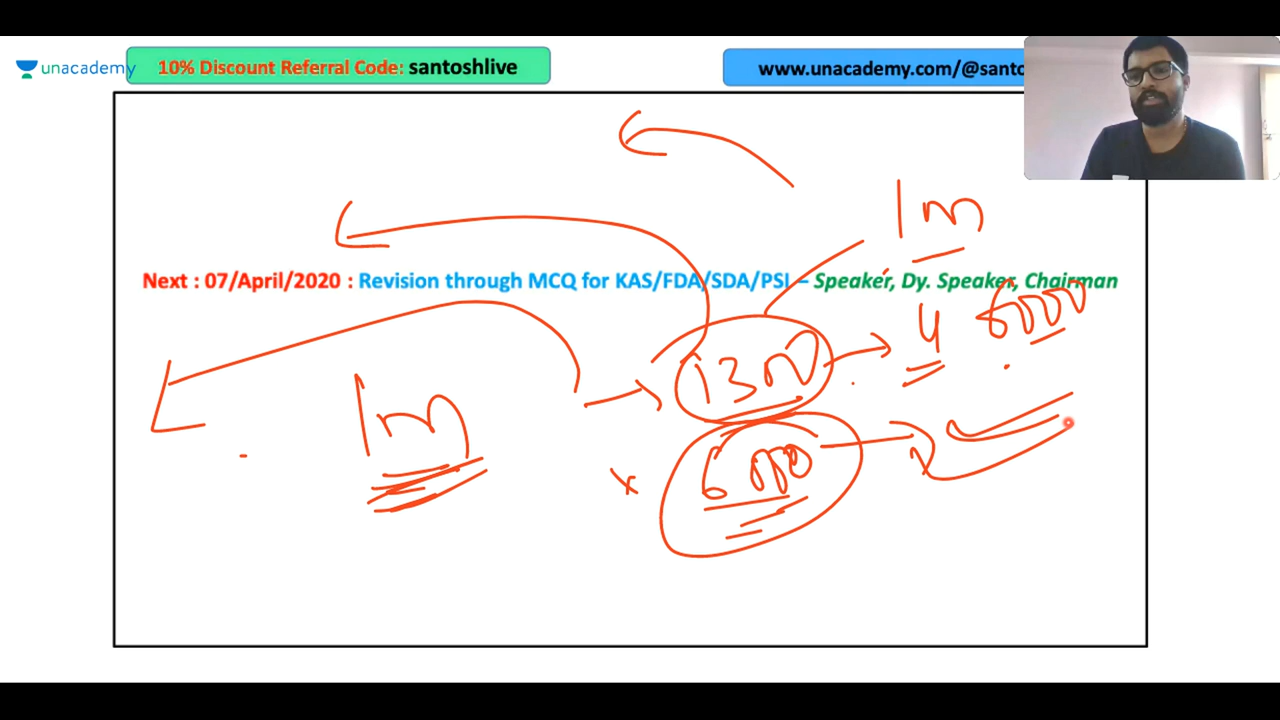 unacademy
10% Discount Referral Code: santoshlive
www.unacademy.com/@santo
1m
Next : 07/April/2020 : Revision through MCQ for KAS/FDA/SDA/PSI – Speaker, Dy. Speaker, Chairman
4 6000
1300
1m
6000